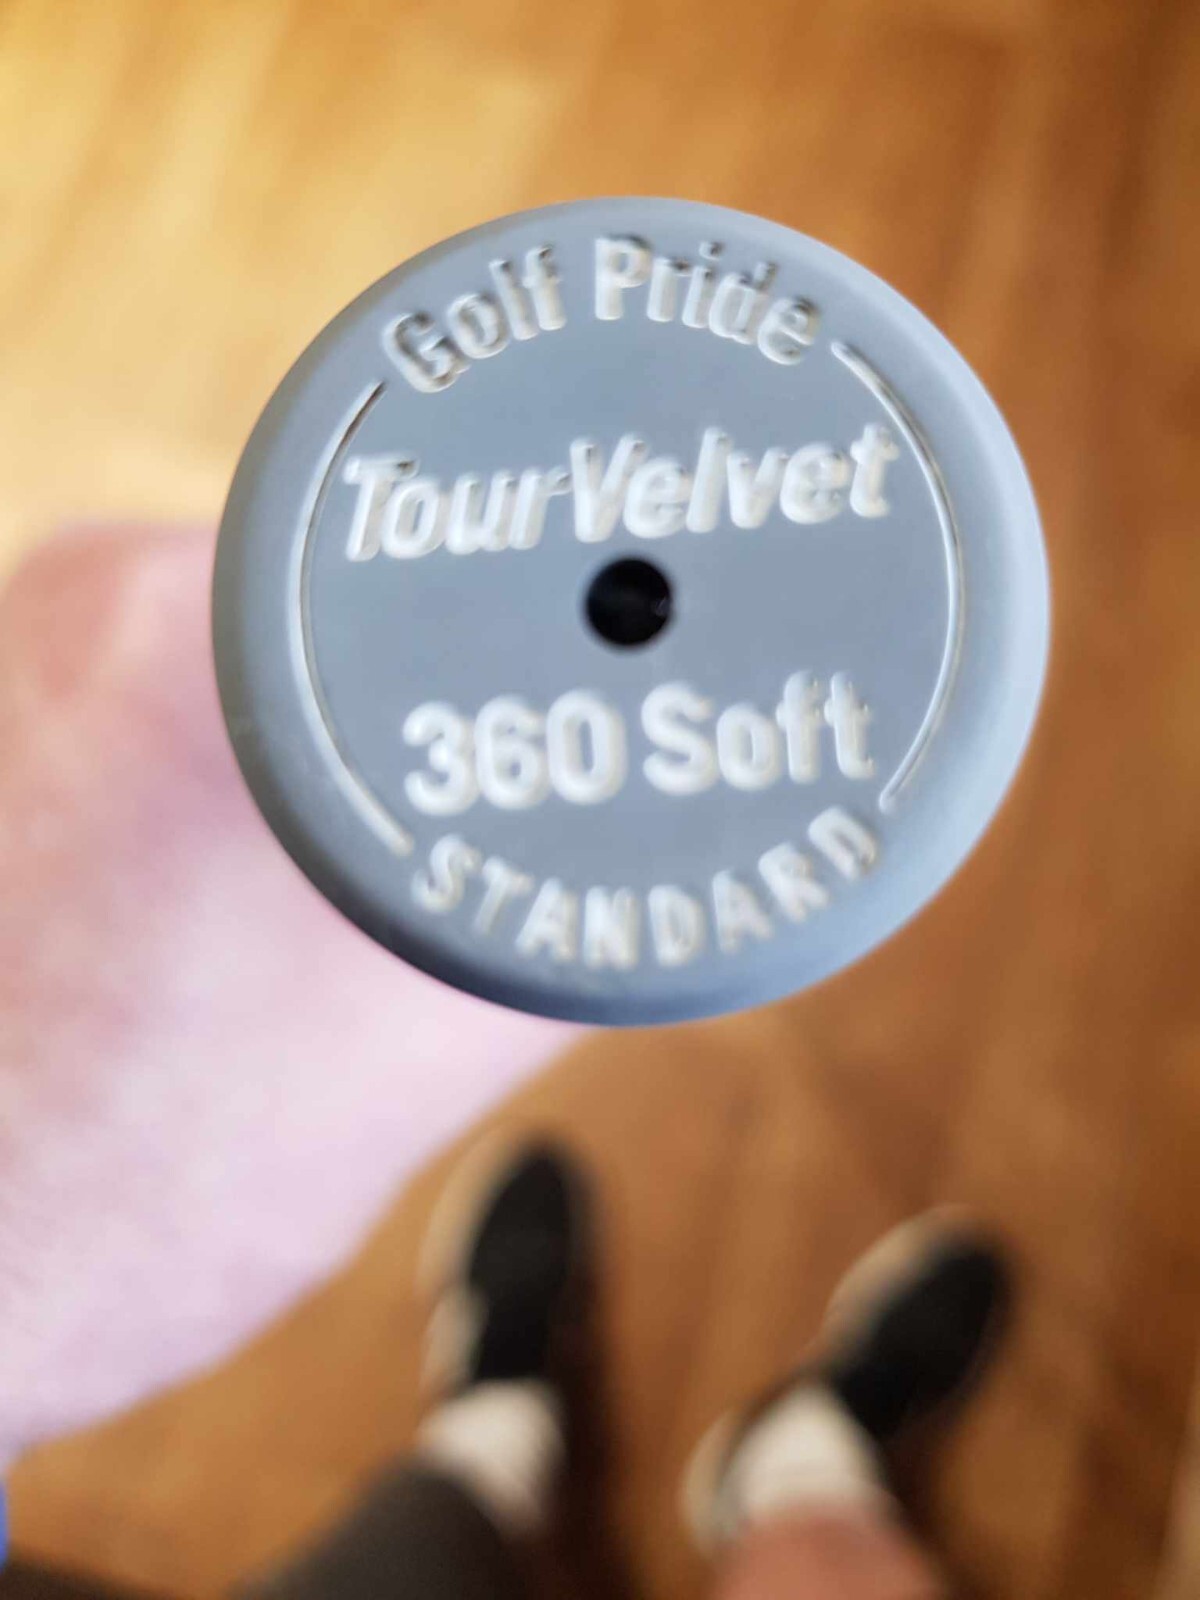 Golf Pride
TourVelvet
360 Soft
STANDARD